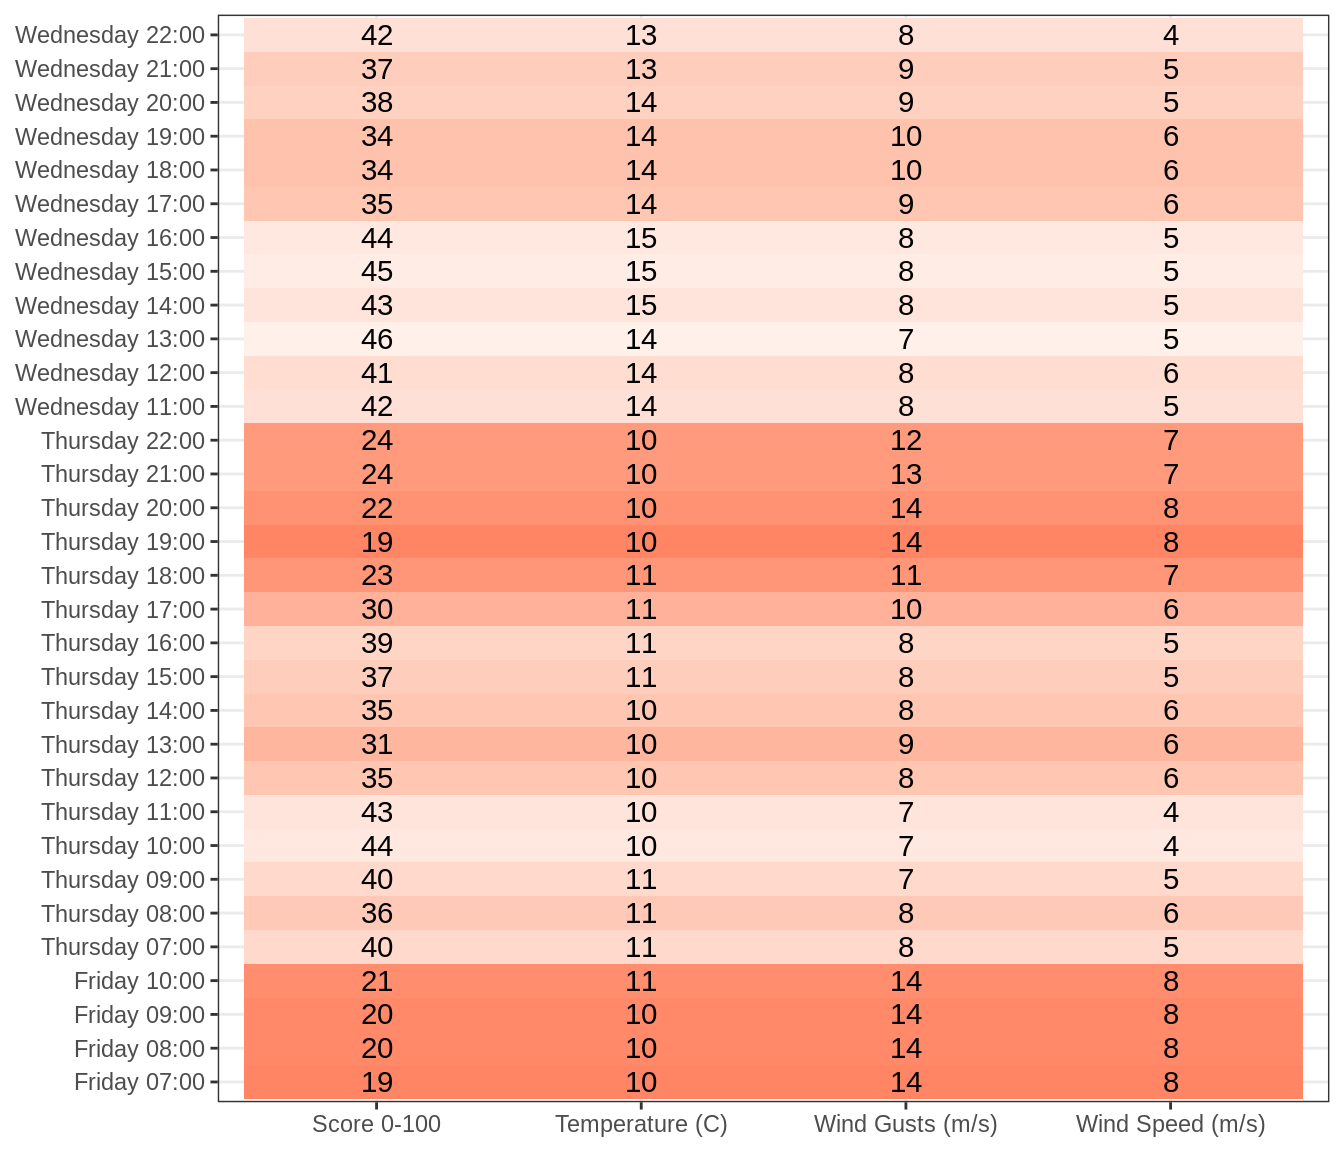 Wednesday 22:00 42 13 8 4
Wednesday 21:00 37 13 9 5
Wednesday 20:00 38 14 9 5
Wednesday 19:00 34 14 10 6
Wednesday 18:00 34 14 10 6
Wednesday 17:00 35 14 9 6
Wednesday 16:00 44 15 8 5
Wednesday 15:00 45 15 8 5
Wednesday 14:00 43 15 8 5
Wednesday 13:00 46 14 7 5
Wednesday 12:00 41 14 8 6
Wednesday 11:00 42 14 8 5
Thursday 22:00 24 10 12 7
Thursday 21:00 24 10 13 7
Thursday 20:00 22 10 14 8
Thursday 19:00 19 10 14 8
Thursday 18:00 23 11 11 7
Thursday 17:00 30 11 10 6
Thursday 16:00 39 11 8 5
Thursday 15:00 37 11 8 5
Thursday 14:00 35 10 8 6
Thursday 13:00 31 10 9 6
Thursday 12:00 35 10 8 6
Thursday 11:00 43 10 7 4
Thursday 10:00 44 10 7 4
Thursday 09:00 40 11 7 5
Thursday 08:00 36 11 8 6
Thursday 07:00 40 11 8 5
Friday 10:00 21 11 14 8
Friday 09:00 20 10 14 8
Friday 08:00 20 10 14 8
Friday 07:00 19 10 14 8
Score 0-100 Temperature (C) Wind Gusts (m/s) Wind Speed (m/s)